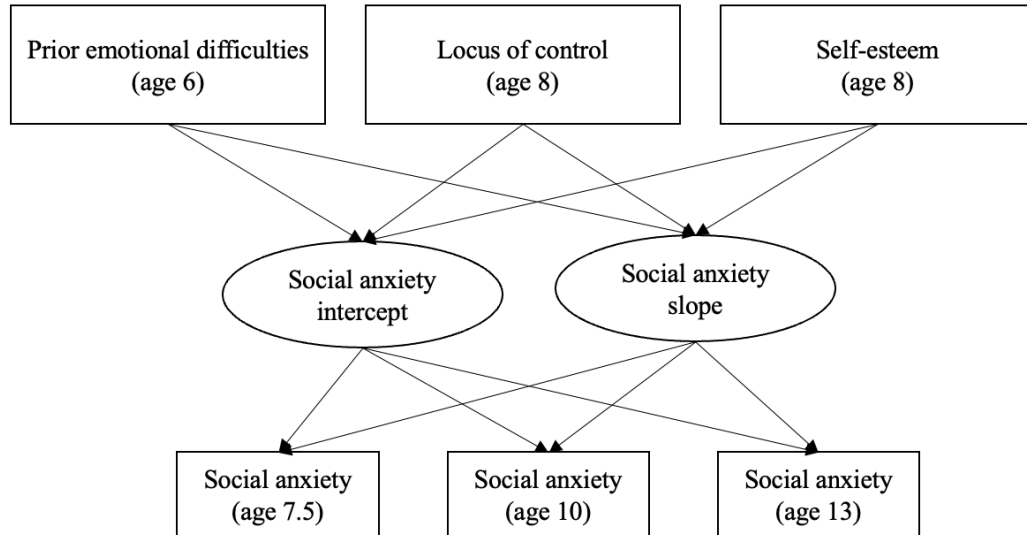 Prior emotional difficulties
(age 6)
Locus of control
(age 8)
Self-esteem
(age 8)
Social anxiety
intercept
Social anxiety
slope
Social anxiety
(age 7.5)
Social anxiety
(age 10)
Social anxiety
(age 13)